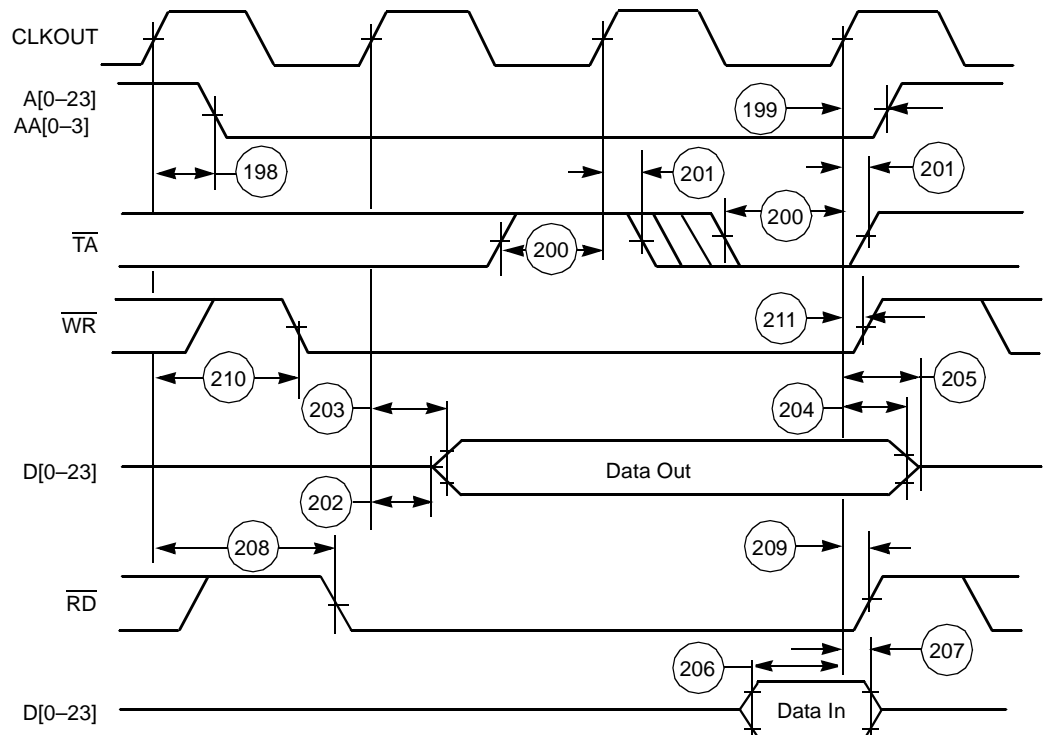 CLKOUT
A[0–23]
AA[0–3]
199
198
201
201
200
TA
200
WR
211
210
205
203
204
D[0–23]
Data Out
202
208
209
RD
206
207
D[0–23]
Data In